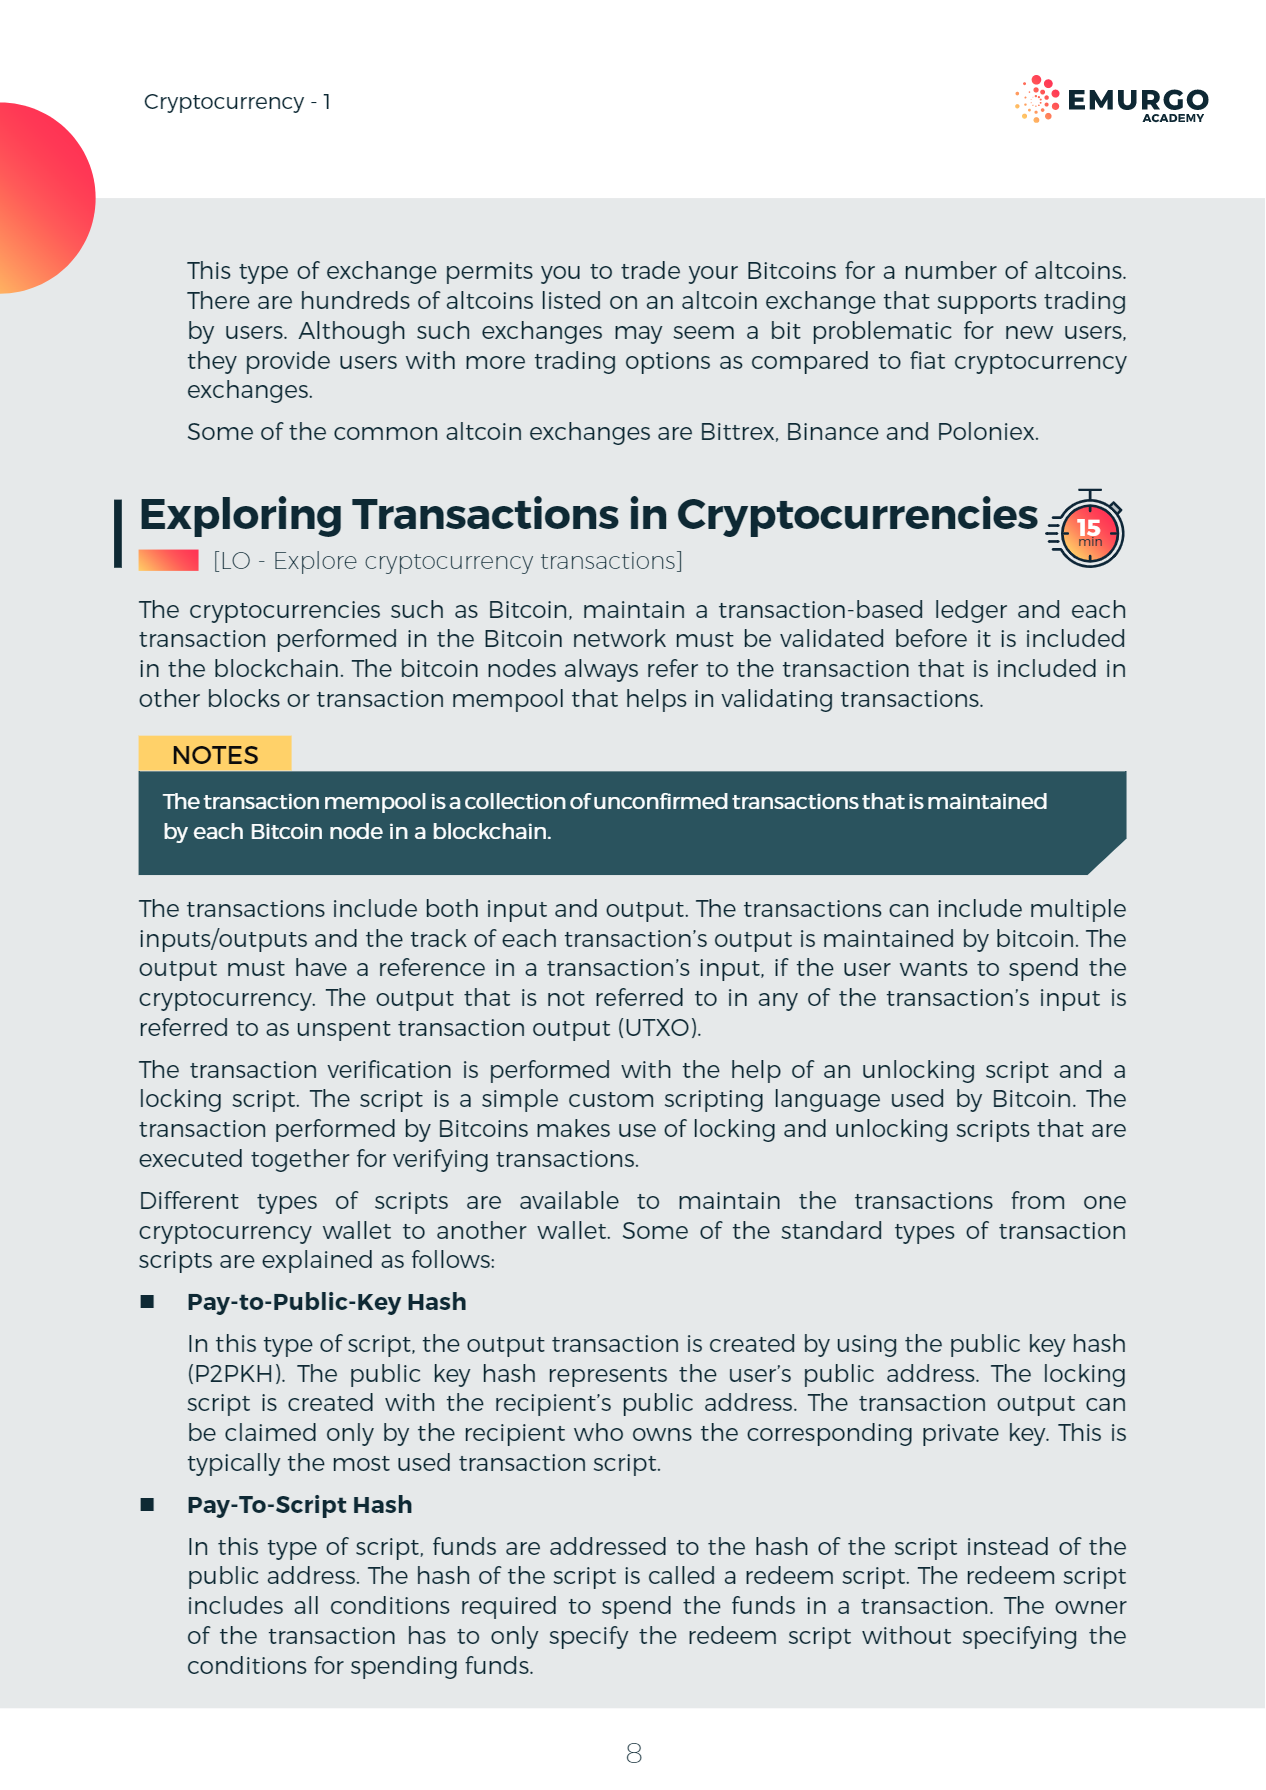 Cryptocurrency - 1
EMURGO
ACADEMY
This type of exchange permits you to trade your Bitcoins for a number of altcoins.
There are hundreds of altcoins listed on an altcoin exchange that supports trading
by users. Although such exchanges may seem a bit problematic for new users,
they provide users with more trading options as compared to fiat cryptocurrency
exchanges.
Some of the common altcoin exchanges are Bittrex, Binance and Poloniex.
Exploring Transactions in Cryptocurrencies
15
min
[LO - Explore cryptocurrency transactions]
The cryptocurrencies such as Bitcoin, maintain a transaction-based ledger and each
transaction performed in the Bitcoin network must be validated before it is included
in the blockchain. The bitcoin nodes always refer to the transaction that is included in
other blocks or transaction mempool that helps in validating transactions.
NOTES
The transaction mempool is a collection of unconfirmed transactions that is maintained
by each Bitcoin node in a blockchain.
The transactions include both input and output. The transactions can include multiple
inputs/outputs and the track of each transaction's output is maintained by bitcoin. The
output must have a reference in a transaction's input, if the user wants to spend the
cryptocurrency. The output that is not referred to in any of the transaction's input is
referred to as unspent transaction output (UTXO).
The transaction verification is performed with the help of an unlocking script and a
locking script. The script is a simple custom scripting language used by Bitcoin. The
transaction performed by Bitcoins makes use of locking and unlocking scripts that are
executed together for verifying transactions.
Different types of scripts are available to maintain the transactions from one
cryptocurrency wallet to another wallet. Some of the standard types of transaction
scripts are explained as follows:
■ Pay-to-Public-Key Hash
In this type of script, the output transaction is created by using the public key hash
(P2PKH). The public key hash represents the user's public address. The locking
script is created with the recipient's public address. The transaction output can
be claimed only by the recipient who owns the corresponding private key. This is
typically the most used transaction script.
■ Pay-To-Script Hash
In this type of script, funds are addressed to the hash of the script instead of the
public address. The hash of the script is called a redeem script. The redeem script
includes all conditions required to spend the funds in a transaction. The owner
of the transaction has to only specify the redeem script without specifying the
conditions for spending funds.
8